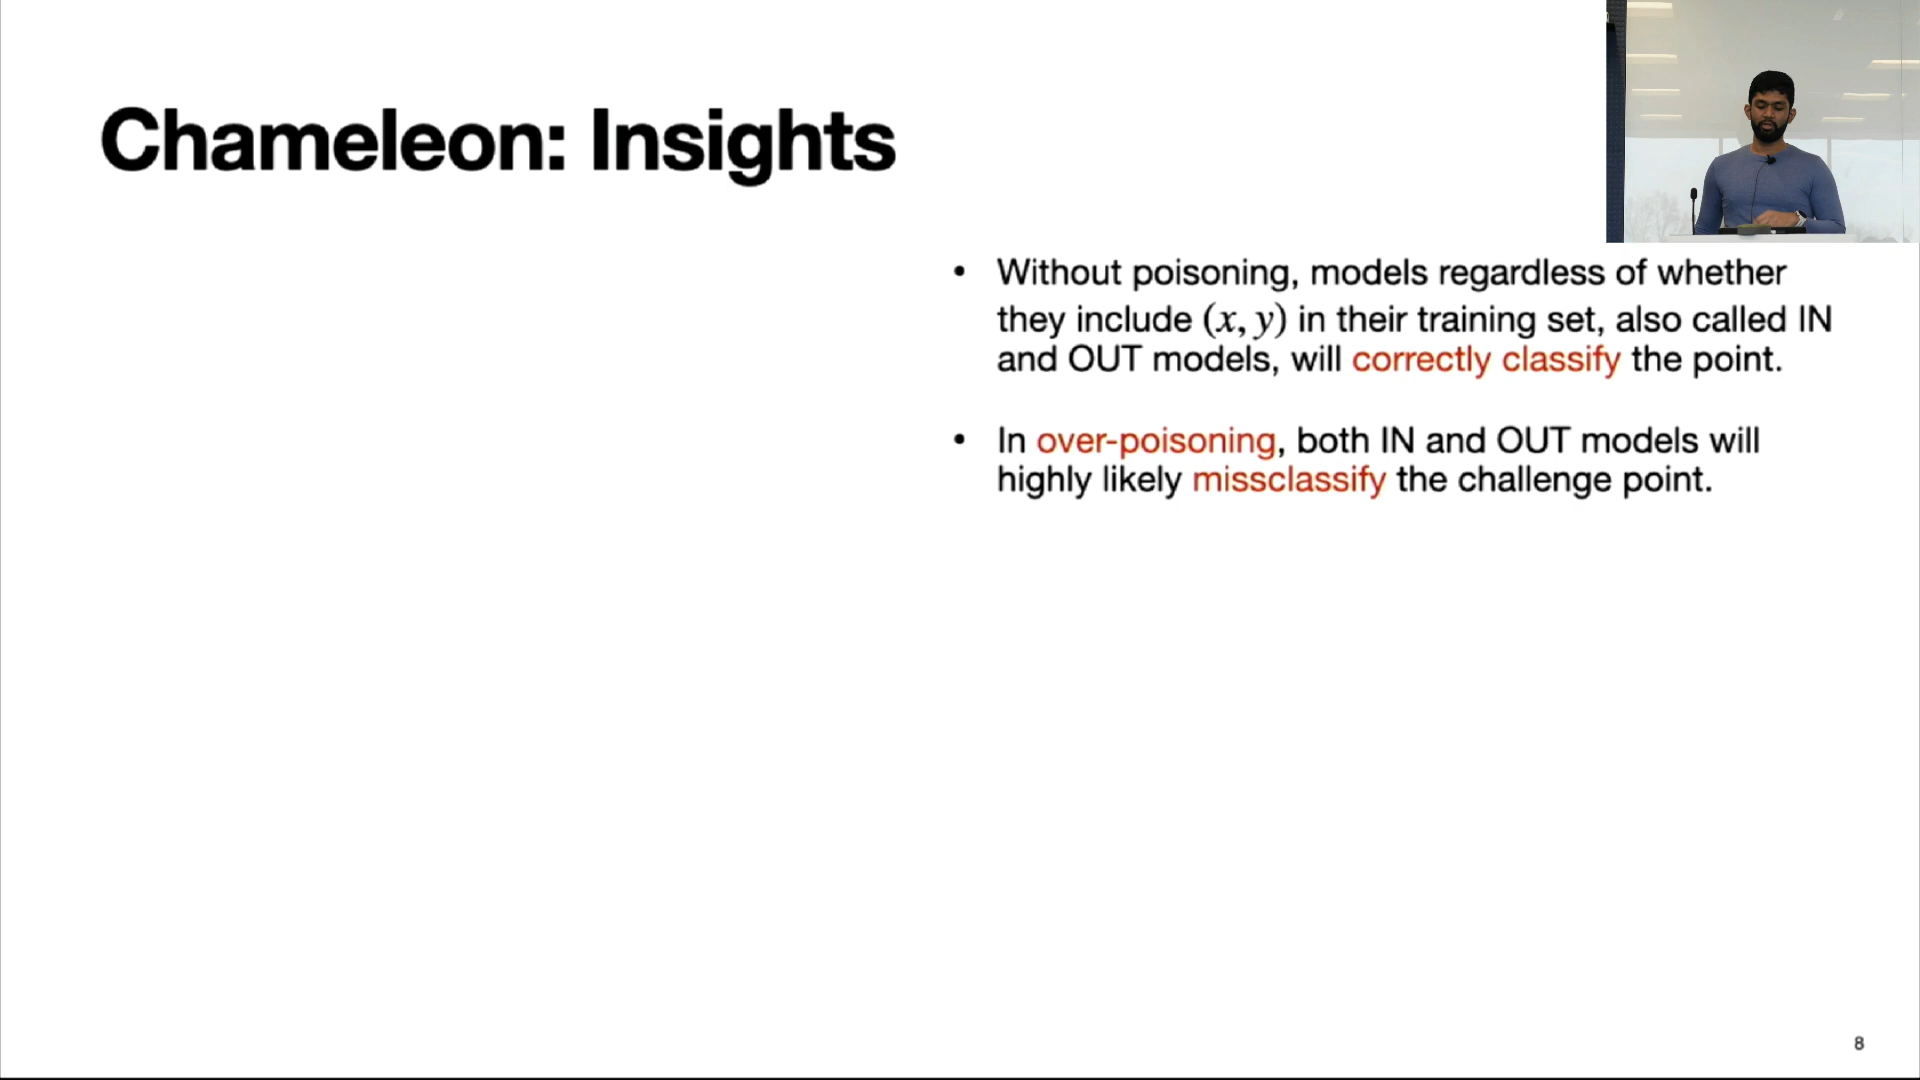 Chameleon: Insights
• Without poisoning, models regardless of whether
they include (x, y) in their training set, also called IN
and OUT models, will correctly classify the point.
• In over-poisoning, both IN and OUT models will
highly likely missclassify the challenge point.
8